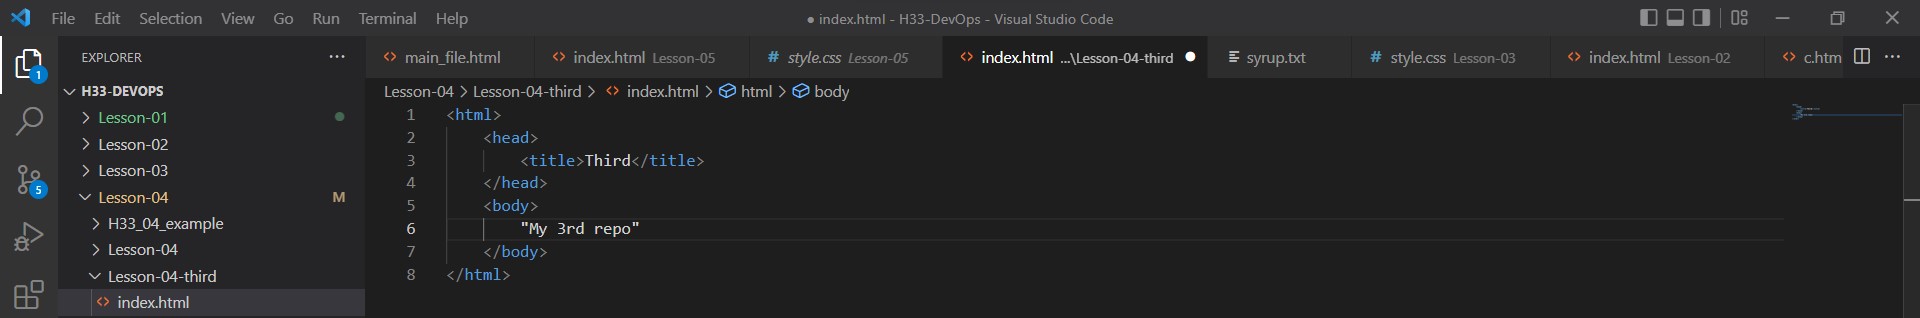 File Edit Selection View Go Run Terminal Help ● index.html - H33-DevOps - Visual Studio Code
EXPLORER ···
main_file.html index.html Lesson-05 style.css Lesson-05 index.html ...\Lesson-04-third ● syrup.txt style.css Lesson-03 index.html Lesson-02 c.htm ···
1
H33-DEVOPS
Lesson-01
Lesson-02
Lesson-03
Lesson-04 M
H33_04_example
Lesson-04
Lesson-04-third
index.html
5
Lesson-04 > Lesson-04-third > index.html > html > body
1 <html>
2 <head>
3 <title>Third</title>
4 </head>
5 <body>
6 "My 3rd repo"
7 </body>
8 </html>